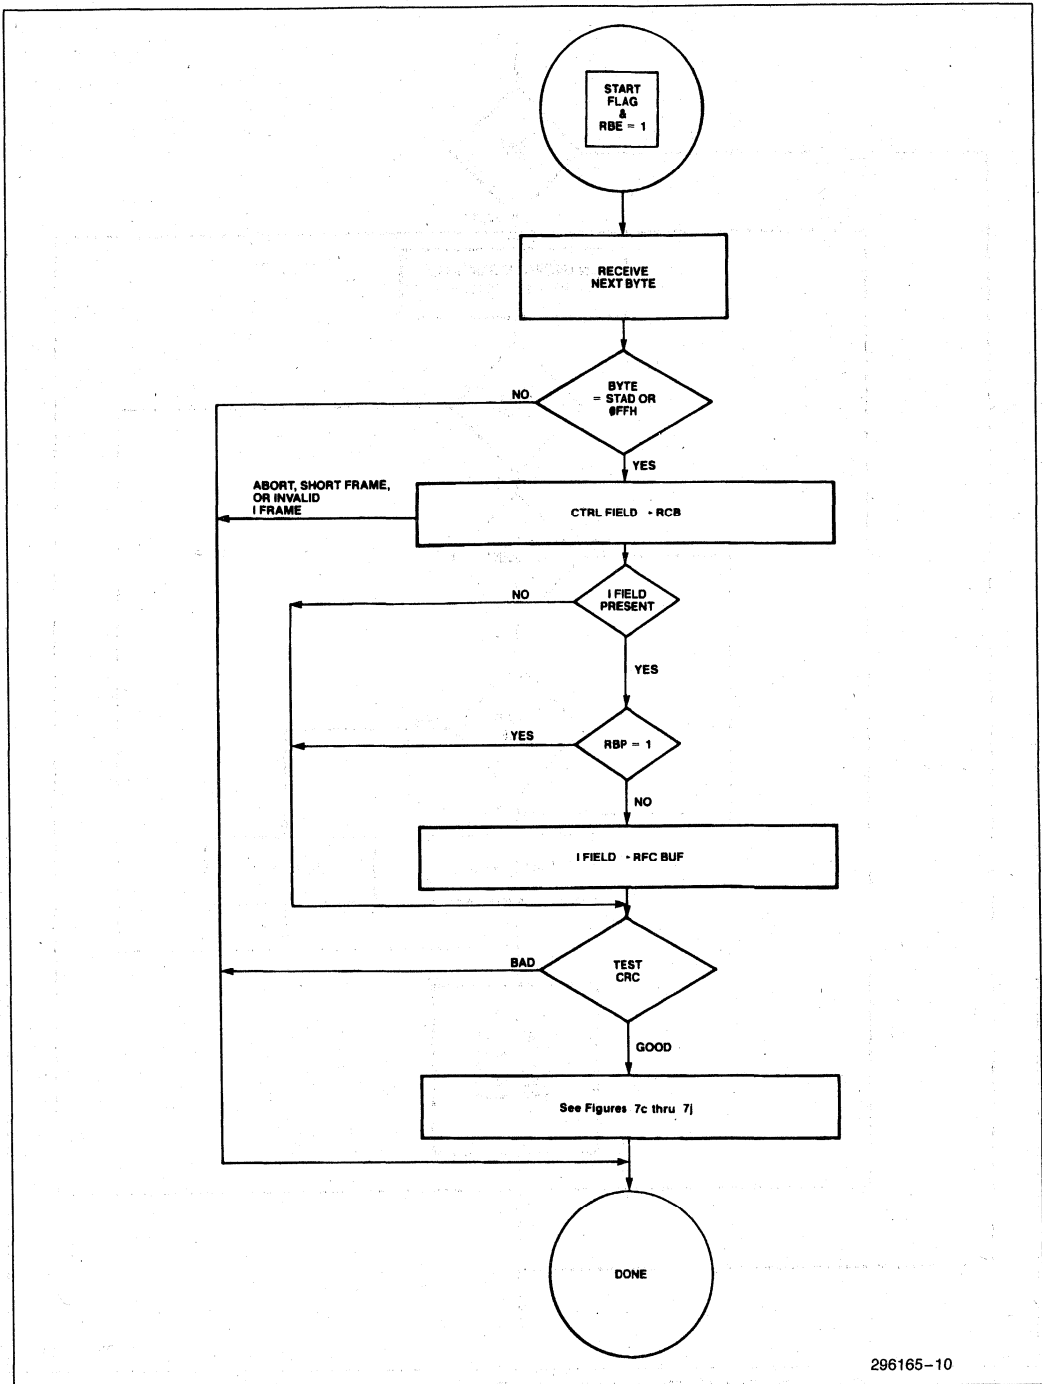 START
FLAG
&
RBE = 1
RECEIVE
NEXT BYTE
BYTE
= STAD OR
0FFH
NO
YES
ABORT, SHORT FRAME,
OR INVALID
I FRAME
CTRL FIELD → RCB
NO
I FIELD
PRESENT
YES
YES
RBP = 1
NO
I FIELD → RFC BUF
BAD
TEST
CRC
GOOD
See Figures 7c thru 7j
DONE
296165-10